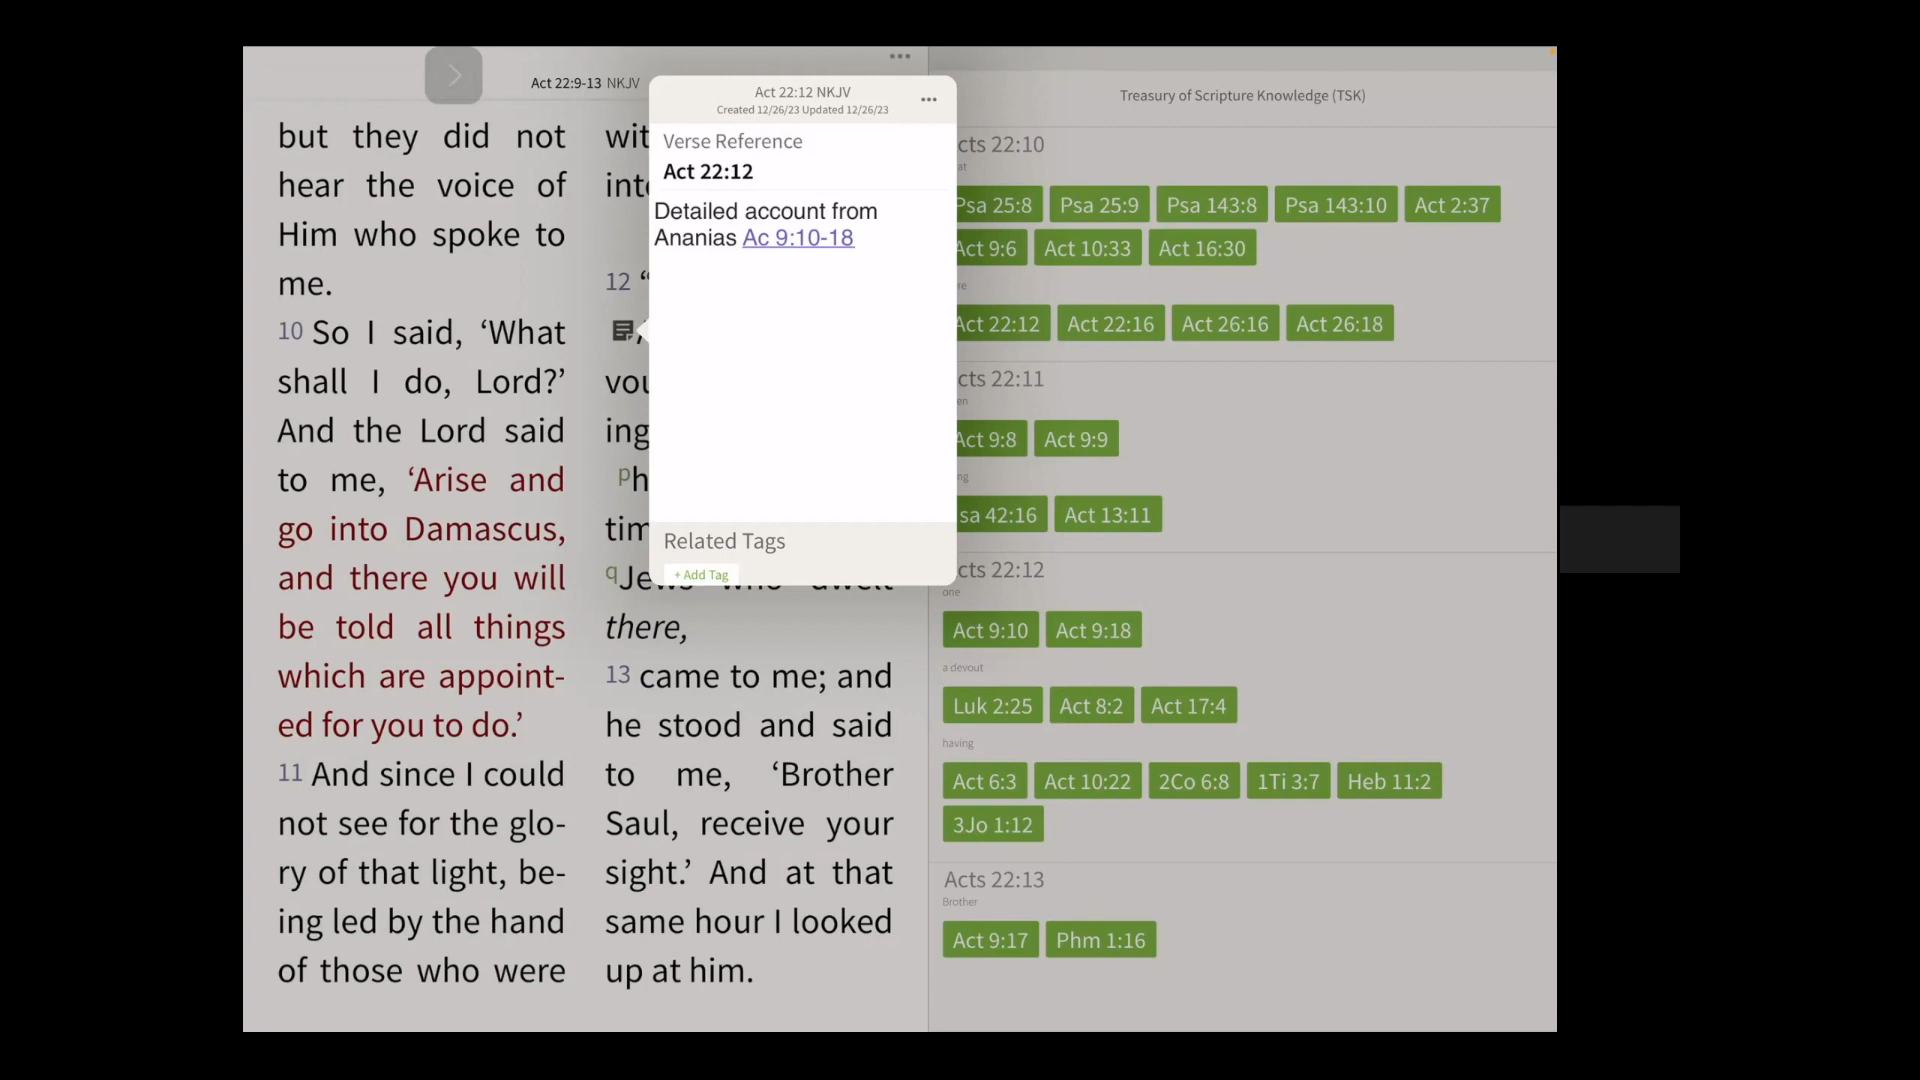 Act 22:9-13 NKJV
but they did not
hear the voice of
Him who spoke to
me.
10 So I said, ‘What
shall I do, Lord?’
And the Lord said
to me, ‘Arise and
go into Damascus,
and there you will
be told all things
which are appoint-
ed for you to do.’
11 And since I could
not see for the glo-
ry of that light, be-
ing led by the hand
of those who were
12 “
p
q
there,
13 came to me; and
he stood and said
to me, ‘Brother
Saul, receive your
sight.’ And at that
same hour I looked
up at him.
Act 22:12 NKJV
Created 12/26/23 Updated 12/26/23
Verse Reference
Act 22:12
Detailed account from
Ananias Ac 9:10-18
Related Tags
+ Add Tag
Treasury of Scripture Knowledge (TSK)
cts 22:10
Psa 25:8 Psa 25:9 Psa 143:8 Psa 143:10 Act 2:37
Act 9:6 Act 10:33 Act 16:30
Act 22:12 Act 22:16 Act 26:16 Act 26:18
cts 22:11
Act 9:8 Act 9:9
sa 42:16 Act 13:11
cts 22:12
one
Act 9:10 Act 9:18
a devout
Luk 2:25 Act 8:2 Act 17:4
having
Act 6:3 Act 10:22 2Co 6:8 1Ti 3:7 Heb 11:2
3Jo 1:12
Acts 22:13
Brother
Act 9:17 Phm 1:16